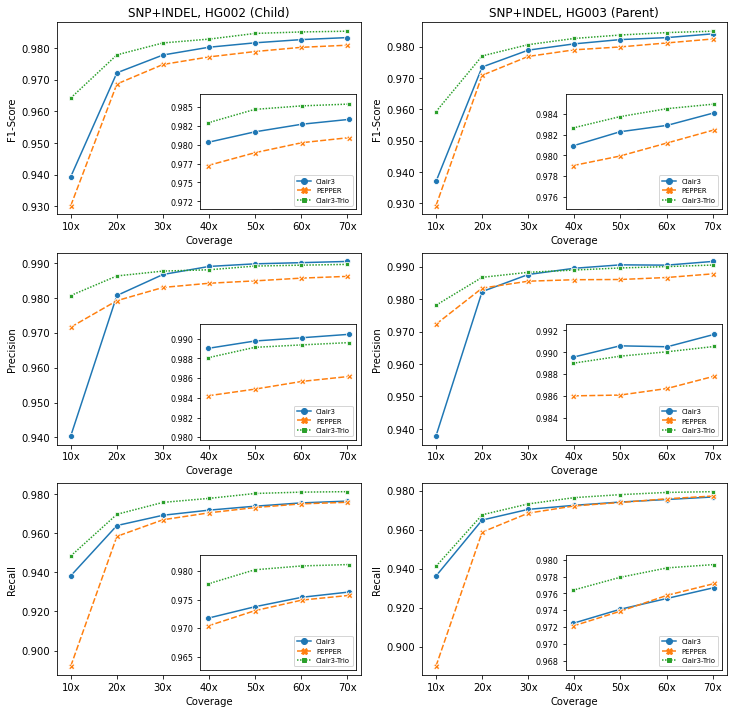 SNP+INDEL, HG002 (Child)
SNP+INDEL, HG003 (Parent)
F1-Score
0.980
0.970
0.960
0.950
0.940
0.930
0.985
0.982
0.980
0.977
0.975
0.972
Clair3
PEPPER
Clair3-Trio
10x 20x 30x 40x 50x 60x 70x
Coverage
F1-Score
0.980
0.970
0.960
0.950
0.940
0.930
0.984
0.982
0.980
0.978
0.976
Clair3
PEPPER
Clair3-Trio
10x 20x 30x 40x 50x 60x 70x
Coverage
Precision
0.990
0.980
0.970
0.960
0.950
0.940
0.990
0.988
0.986
0.984
0.982
0.980
Clair3
PEPPER
Clair3-Trio
10x 20x 30x 40x 50x 60x 70x
Coverage
Precision
0.990
0.980
0.970
0.960
0.950
0.940
0.992
0.990
0.988
0.986
0.984
Clair3
PEPPER
Clair3-Trio
10x 20x 30x 40x 50x 60x 70x
Coverage
Recall
0.980
0.960
0.940
0.920
0.900
0.980
0.975
0.970
0.965
Clair3
PEPPER
Clair3-Trio
10x 20x 30x 40x 50x 60x 70x
Coverage
Recall
0.980
0.960
0.940
0.920
0.900
0.980
0.978
0.976
0.974
0.972
0.970
0.968
Clair3
PEPPER
Clair3-Trio
10x 20x 30x 40x 50x 60x 70x
Coverage